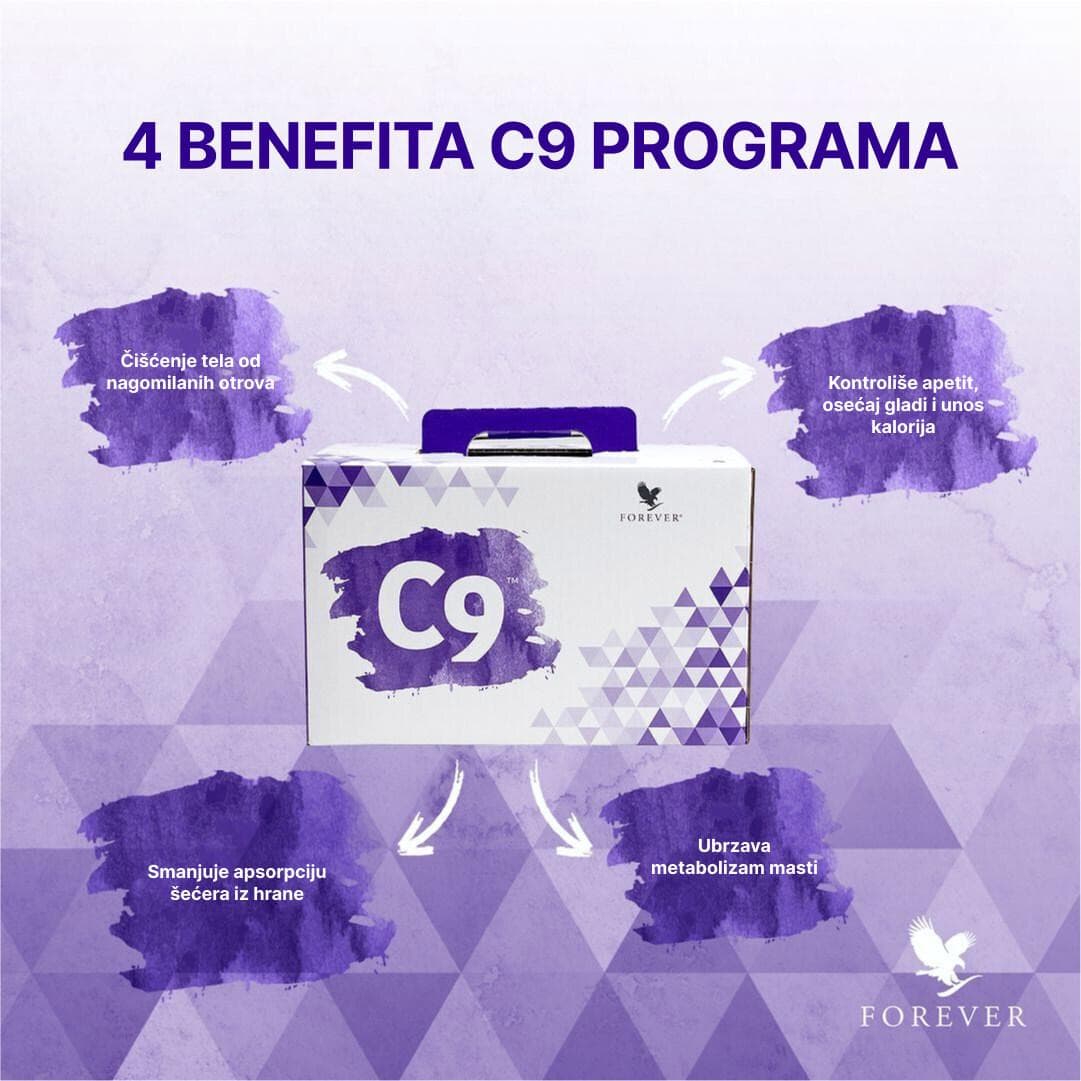 4 BENEFITA C9 PROGRAMA
Čišćenje tela od
nagomilanih otrova
Kontroliše apetit,
osećaj gladi i unos
kalorija
FOREVER®
C9™
Smanjuje apsorpciju
šećera iz hrane
Ubrzava
metabolizam masti
FOREVER